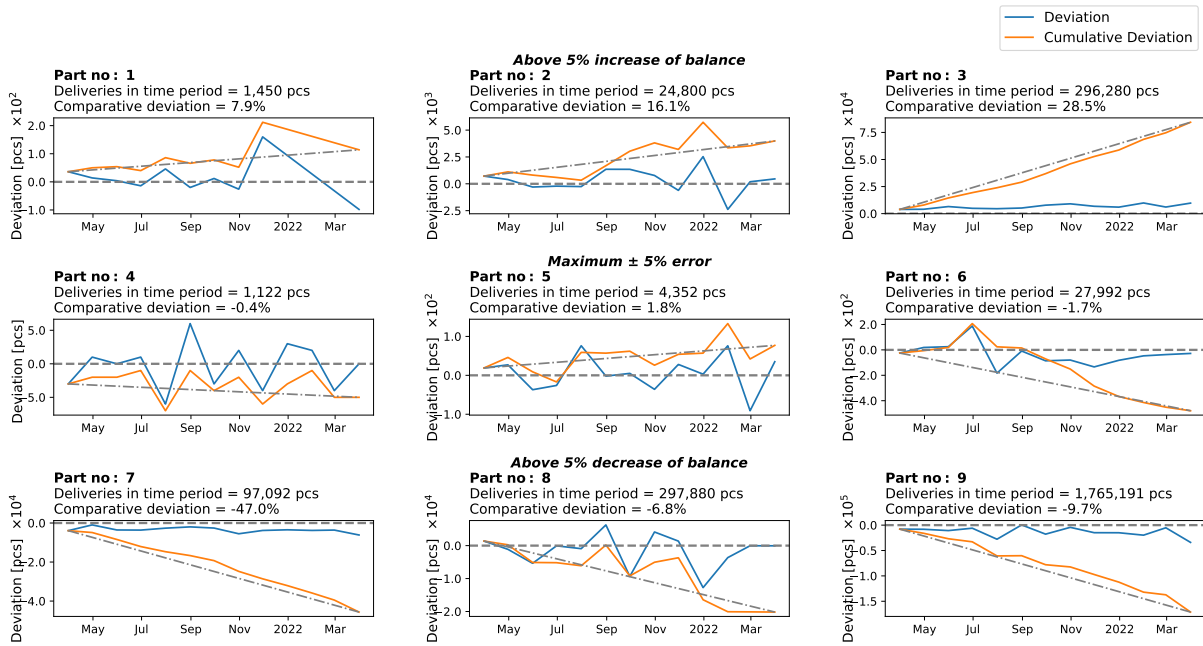 Deviation
Cumulative Deviation
Above 5% increase of balance
Part no: 1
Deliveries in time period = 1,450 pcs
Comparative deviation = 7.9%
×10²
Deviation [pcs]
2.0
1.0
0.0
−1.0
May Jul Sep Nov 2022 Mar
Part no: 2
Deliveries in time period = 24,800 pcs
Comparative deviation = 16.1%
×10³
Deviation [pcs]
5.0
2.5
0.0
−2.5
May Jul Sep Nov 2022 Mar
Part no: 3
Deliveries in time period = 296,280 pcs
Comparative deviation = 28.5%
×10⁴
Deviation [pcs]
7.5
5.0
2.5
0.0
May Jul Sep Nov 2022 Mar
Maximum ± 5% error
Part no: 4
Deliveries in time period = 1,122 pcs
Comparative deviation = -0.4%
Deviation [pcs]
5.0
0.0
−5.0
May Jul Sep Nov 2022 Mar
Part no: 5
Deliveries in time period = 4,352 pcs
Comparative deviation = 1.8%
×10²
Deviation [pcs]
1.0
0.0
−1.0
May Jul Sep Nov 2022 Mar
Part no: 6
Deliveries in time period = 27,992 pcs
Comparative deviation = -1.7%
×10²
Deviation [pcs]
2.0
0.0
−2.0
−4.0
May Jul Sep Nov 2022 Mar
Above 5% decrease of balance
Part no: 7
Deliveries in time period = 97,092 pcs
Comparative deviation = -47.0%
×10⁴
Deviation [pcs]
0.0
−2.0
−4.0
May Jul Sep Nov 2022 Mar
Part no: 8
Deliveries in time period = 297,880 pcs
Comparative deviation = -6.8%
×10⁴
Deviation [pcs]
0.0
−1.0
−2.0
May Jul Sep Nov 2022 Mar
Part no: 9
Deliveries in time period = 1,765,191 pcs
Comparative deviation = -9.7%
×10⁵
Deviation [pcs]
0.0
−0.5
−1.0
−1.5
May Jul Sep Nov 2022 Mar